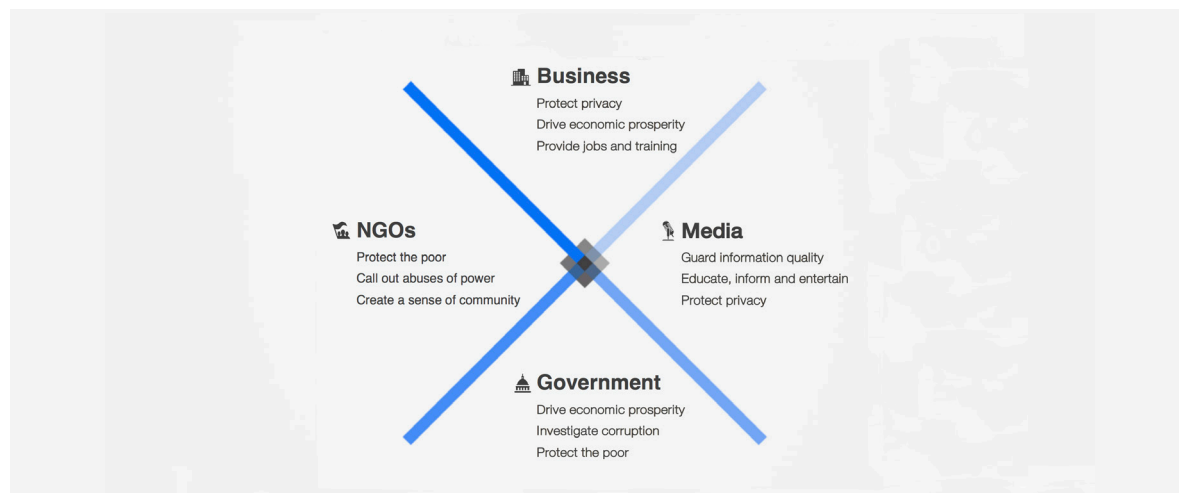 Business
Protect privacy
Drive economic prosperity
Provide jobs and training
NGOs
Protect the poor
Call out abuses of power
Create a sense of community
Media
Guard information quality
Educate, inform and entertain
Protect privacy
Government
Drive economic prosperity
Investigate corruption
Protect the poor